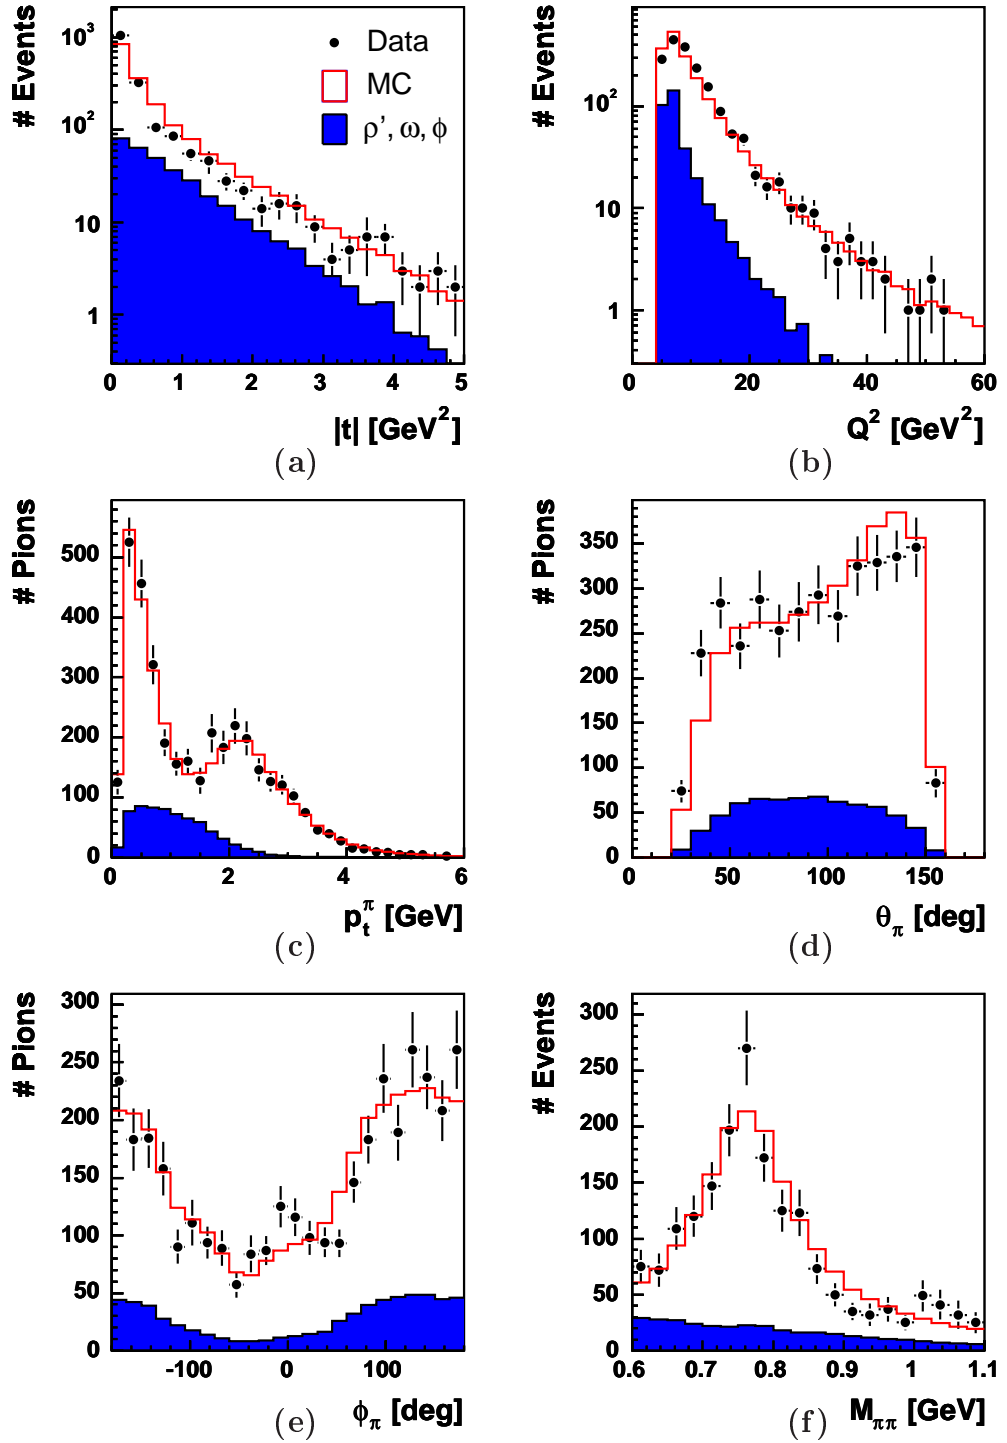 # Events
10³
10²
10
1
Data
MC
ρ', ω, φ
0 1 2 3 4 5
|t| [GeV²]
(a)
# Events
10²
10
1
0 20 40 60
Q² [GeV²]
(b)
# Pions
500
400
300
200
100
0
0 2 4 6
pₜ^π [GeV]
(c)
# Pions
350
300
250
200
150
100
50
0
0 50 100 150
θ_π [deg]
(d)
# Pions
300
250
200
150
100
50
0
-100 0 100
ϕ_π [deg]
(e)
# Events
300
250
200
150
100
50
0
0.6 0.7 0.8 0.9 1 1.1
M_ππ [GeV]
(f)